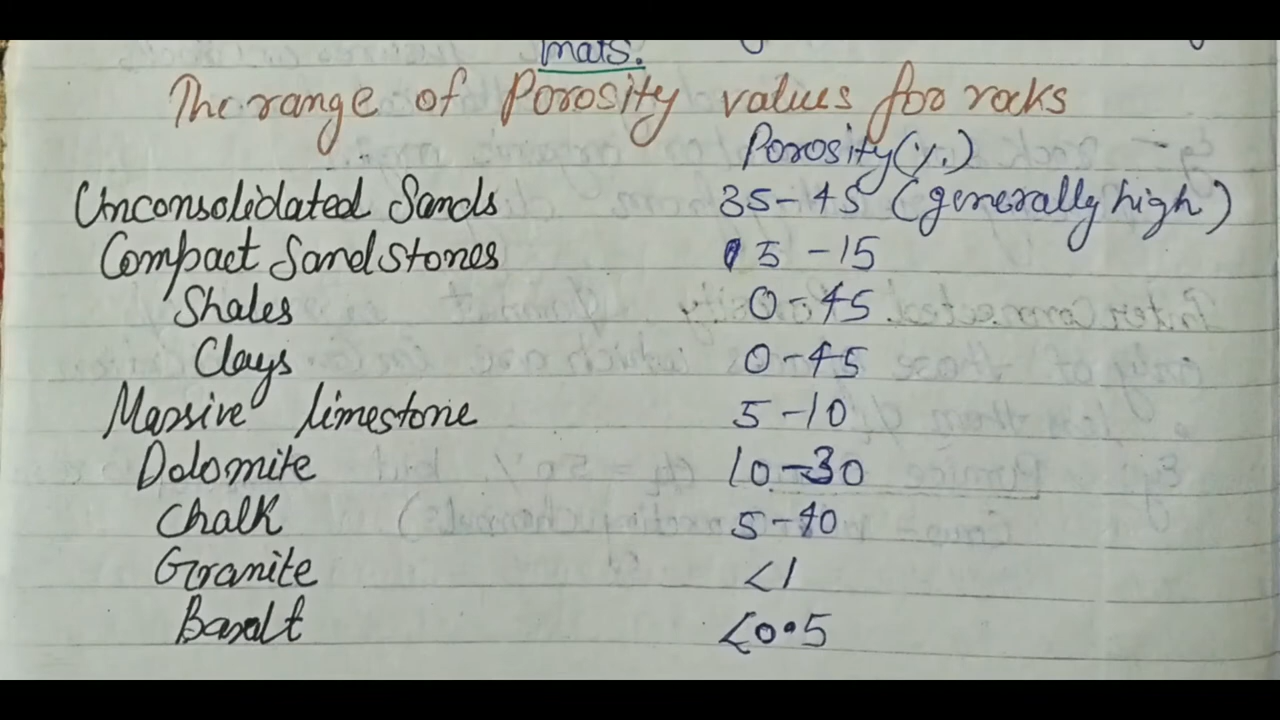 mats.
The range of Porosity values for rocks
Porosity (%)
Unconsolidated Sands 35-45 (generally high)
Compact Sandstones 5-15
Shales 0-45
Clays 0-45
Massive limestone 5-10
Dolomite 10-30
Chalk 5-40
Granite <1
Basalt <0.5